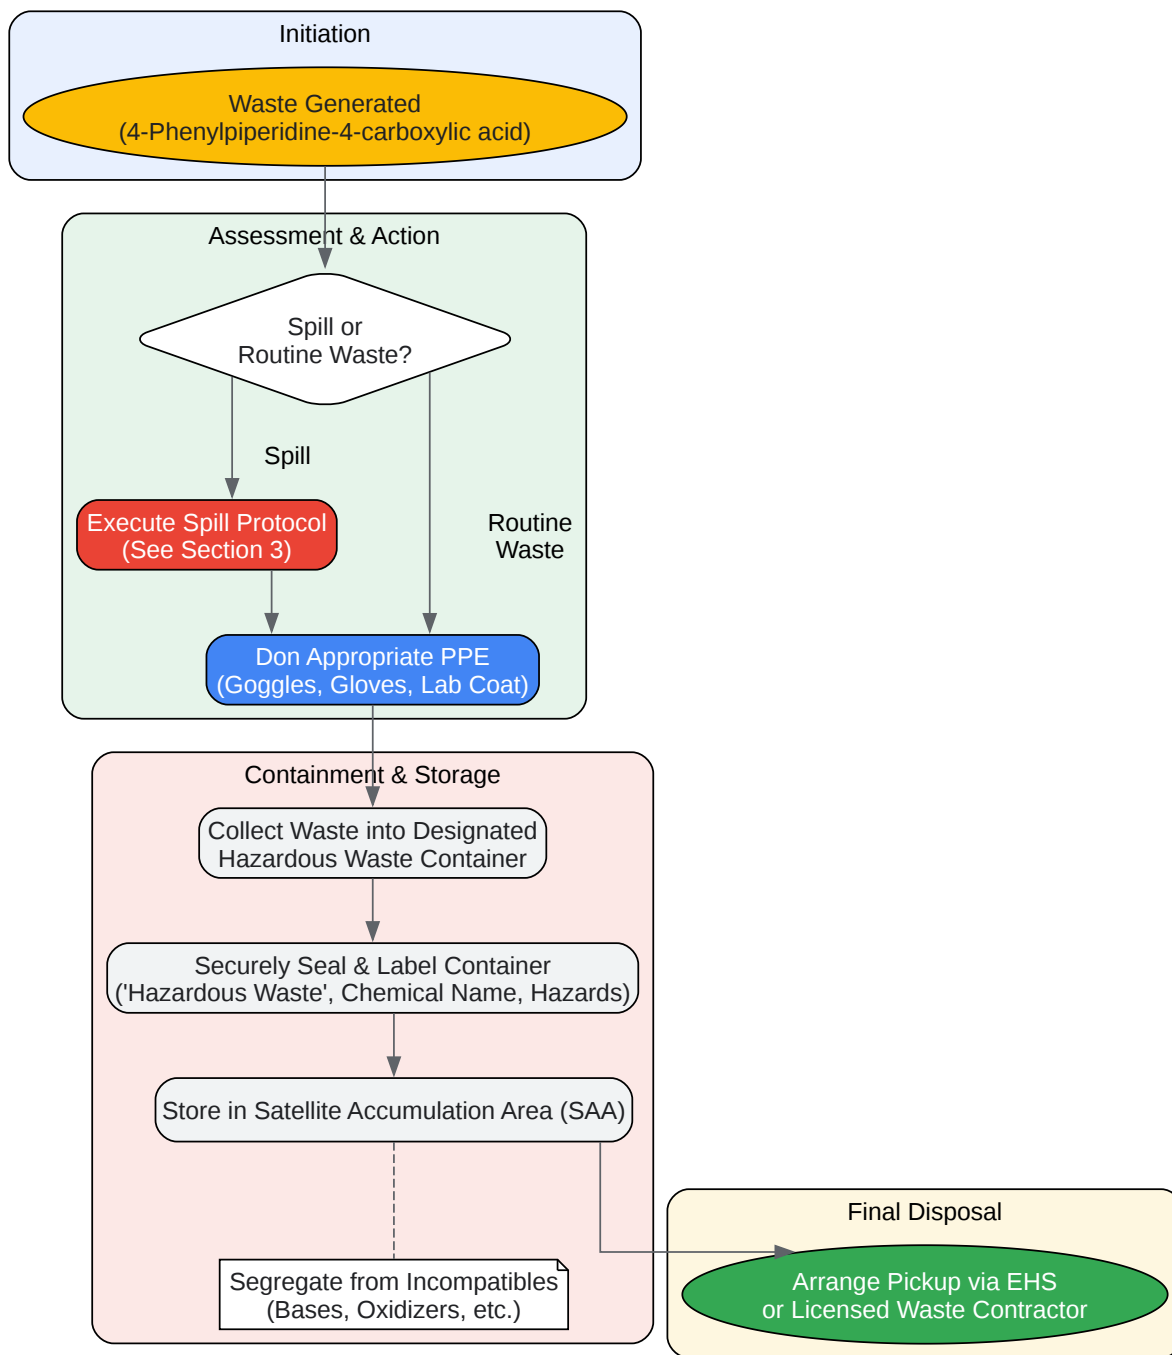 Initiation
Waste Generated
(4-Phenylpiperidine-4-carboxylic acid)
Assessment & Action
Spill or
Routine Waste?
Spill
Execute Spill Protocol
(See Section 3)
Routine
Waste
Don Appropriate PPE
(Goggles, Gloves, Lab Coat)
Containment & Storage
Collect Waste into Designated
Hazardous Waste Container
Securely Seal & Label Container
('Hazardous Waste', Chemical Name, Hazards)
Store in Satellite Accumulation Area (SAA)
Segregate from Incompatibles
(Bases, Oxidizers, etc.)
Final Disposal
Arrange Pickup via EHS
or Licensed Waste Contractor